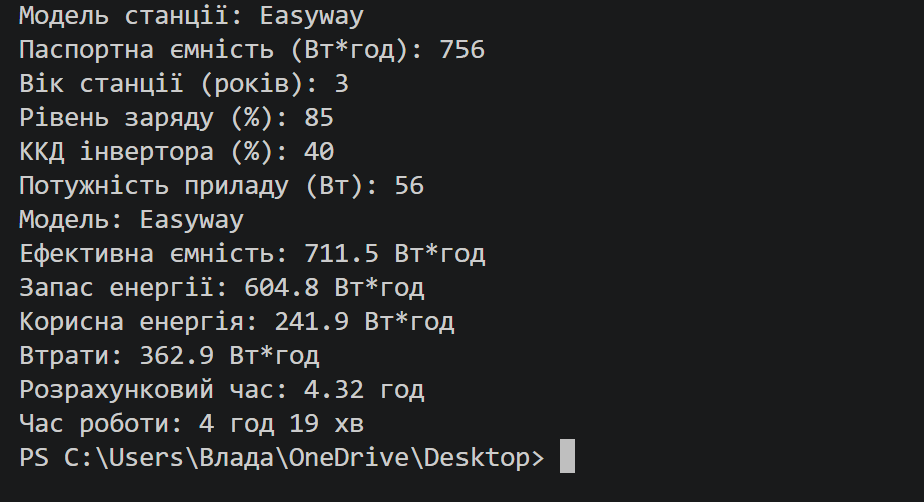 Модель станції: Easyway
Паспортна ємність (Вт*год): 756
Вік станції (років): 3
Рівень заряду (%): 85
ККД інвертора (%): 40
Потужність приладу (Вт): 56
Модель: Easyway
Ефективна ємність: 711.5 Вт*год
Запас енергії: 604.8 Вт*год
Корисна енергія: 241.9 Вт*год
Втрати: 362.9 Вт*год
Розрахунковий час: 4.32 год
Час роботи: 4 год 19 хв
PS C:\Users\Влада\OneDrive\Desktop>